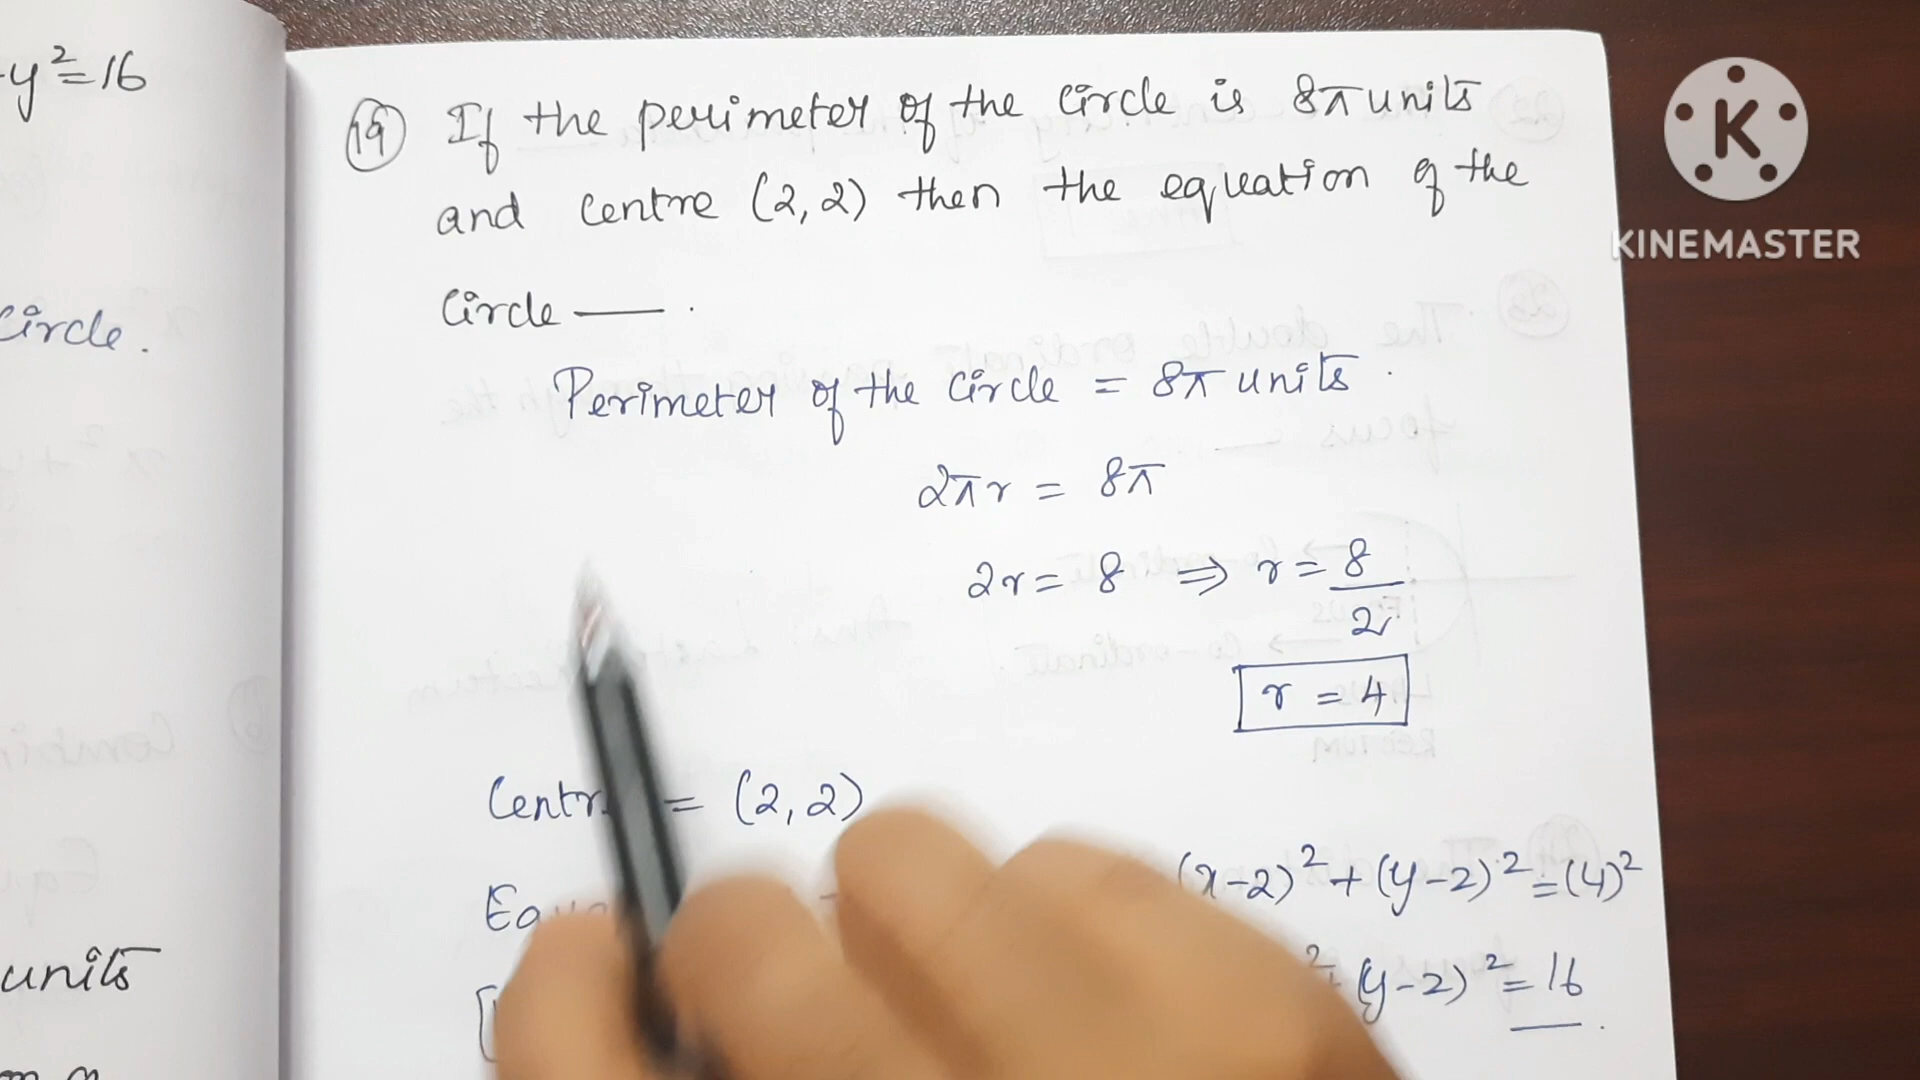 y²=16
Circle.
units
(19) If the perimeter of the Circle is 8π units
and Centre (2,2) then the equation of the
Circle — .
Perimeter of the Circle = 8π units.
2πr = 8π
2r = 8 ⇒ r = 8/2
r = 4
Centre = (2,2)
(x-2)² + (y-2)² = (4)²
(y-2)² = 16
K
KINEMASTER